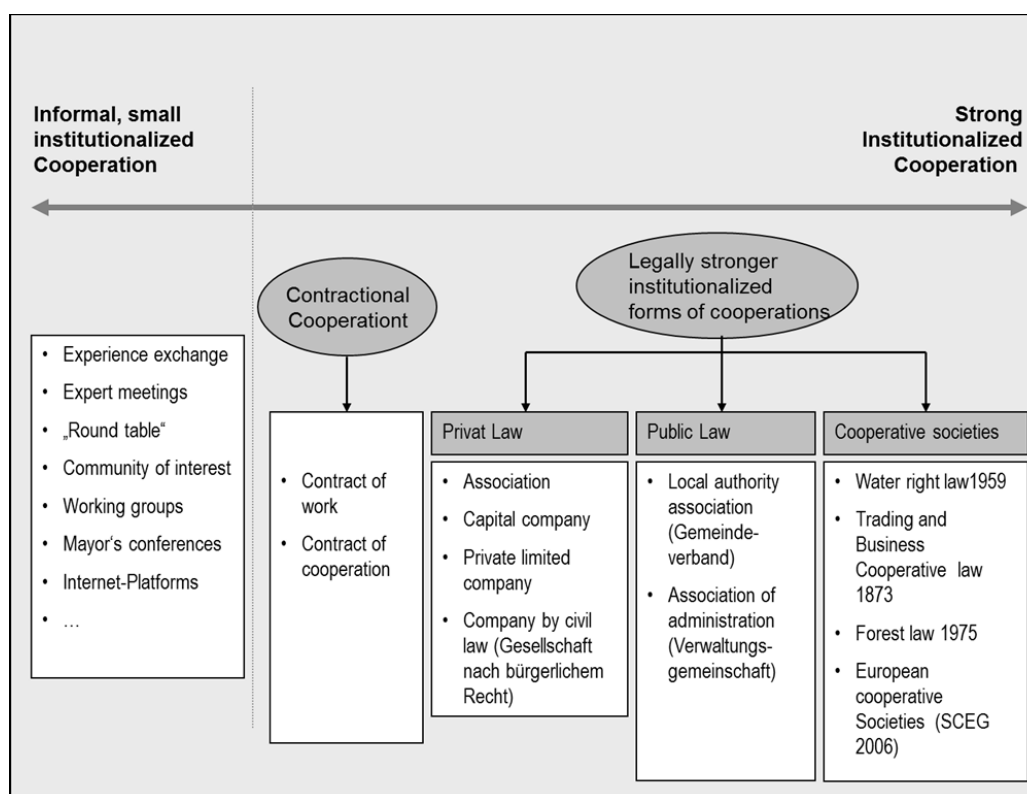 Informal, small
institutionalized
Cooperation
Strong
Institutionalized
Cooperation
Contractional
Cooperationt
Legally stronger
institutionalized
forms of cooperations
• Experience exchange
• Expert meetings
• „Round table“
• Community of interest
• Working groups
• Mayor‘s conferences
• Internet-Platforms
• …
• Contract of
work
• Contract of
cooperation
Privat Law
• Association
• Capital company
• Private limited
company
• Company by civil
law (Gesellschaft
nach bürgerlichem
Recht)
Public Law
• Local authority
association
(Gemeinde-
verband)
• Association of
administration
(Verwaltungs-
gemeinschaft)
Cooperative societies
• Water right law1959
• Trading and
Business
Cooperative law
1873
• Forest law 1975
• European
cooperative
Societies (SCEG
2006)